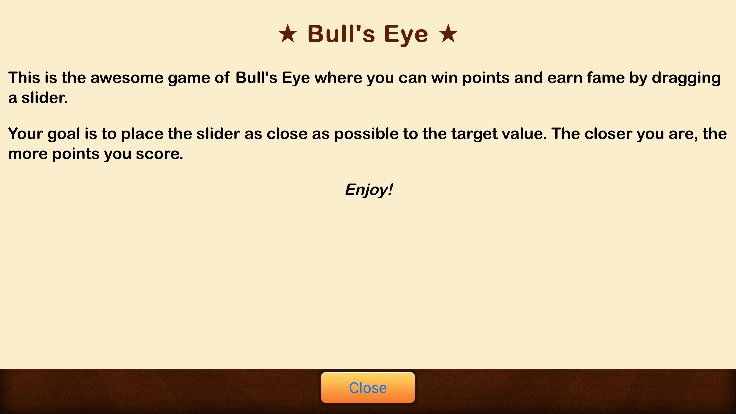 ★ Bull's Eye ★
This is the awesome game of Bull's Eye where you can win points and earn fame by dragging
a slider.
Your goal is to place the slider as close as possible to the target value. The closer you are, the
more points you score.
Enjoy!
Close